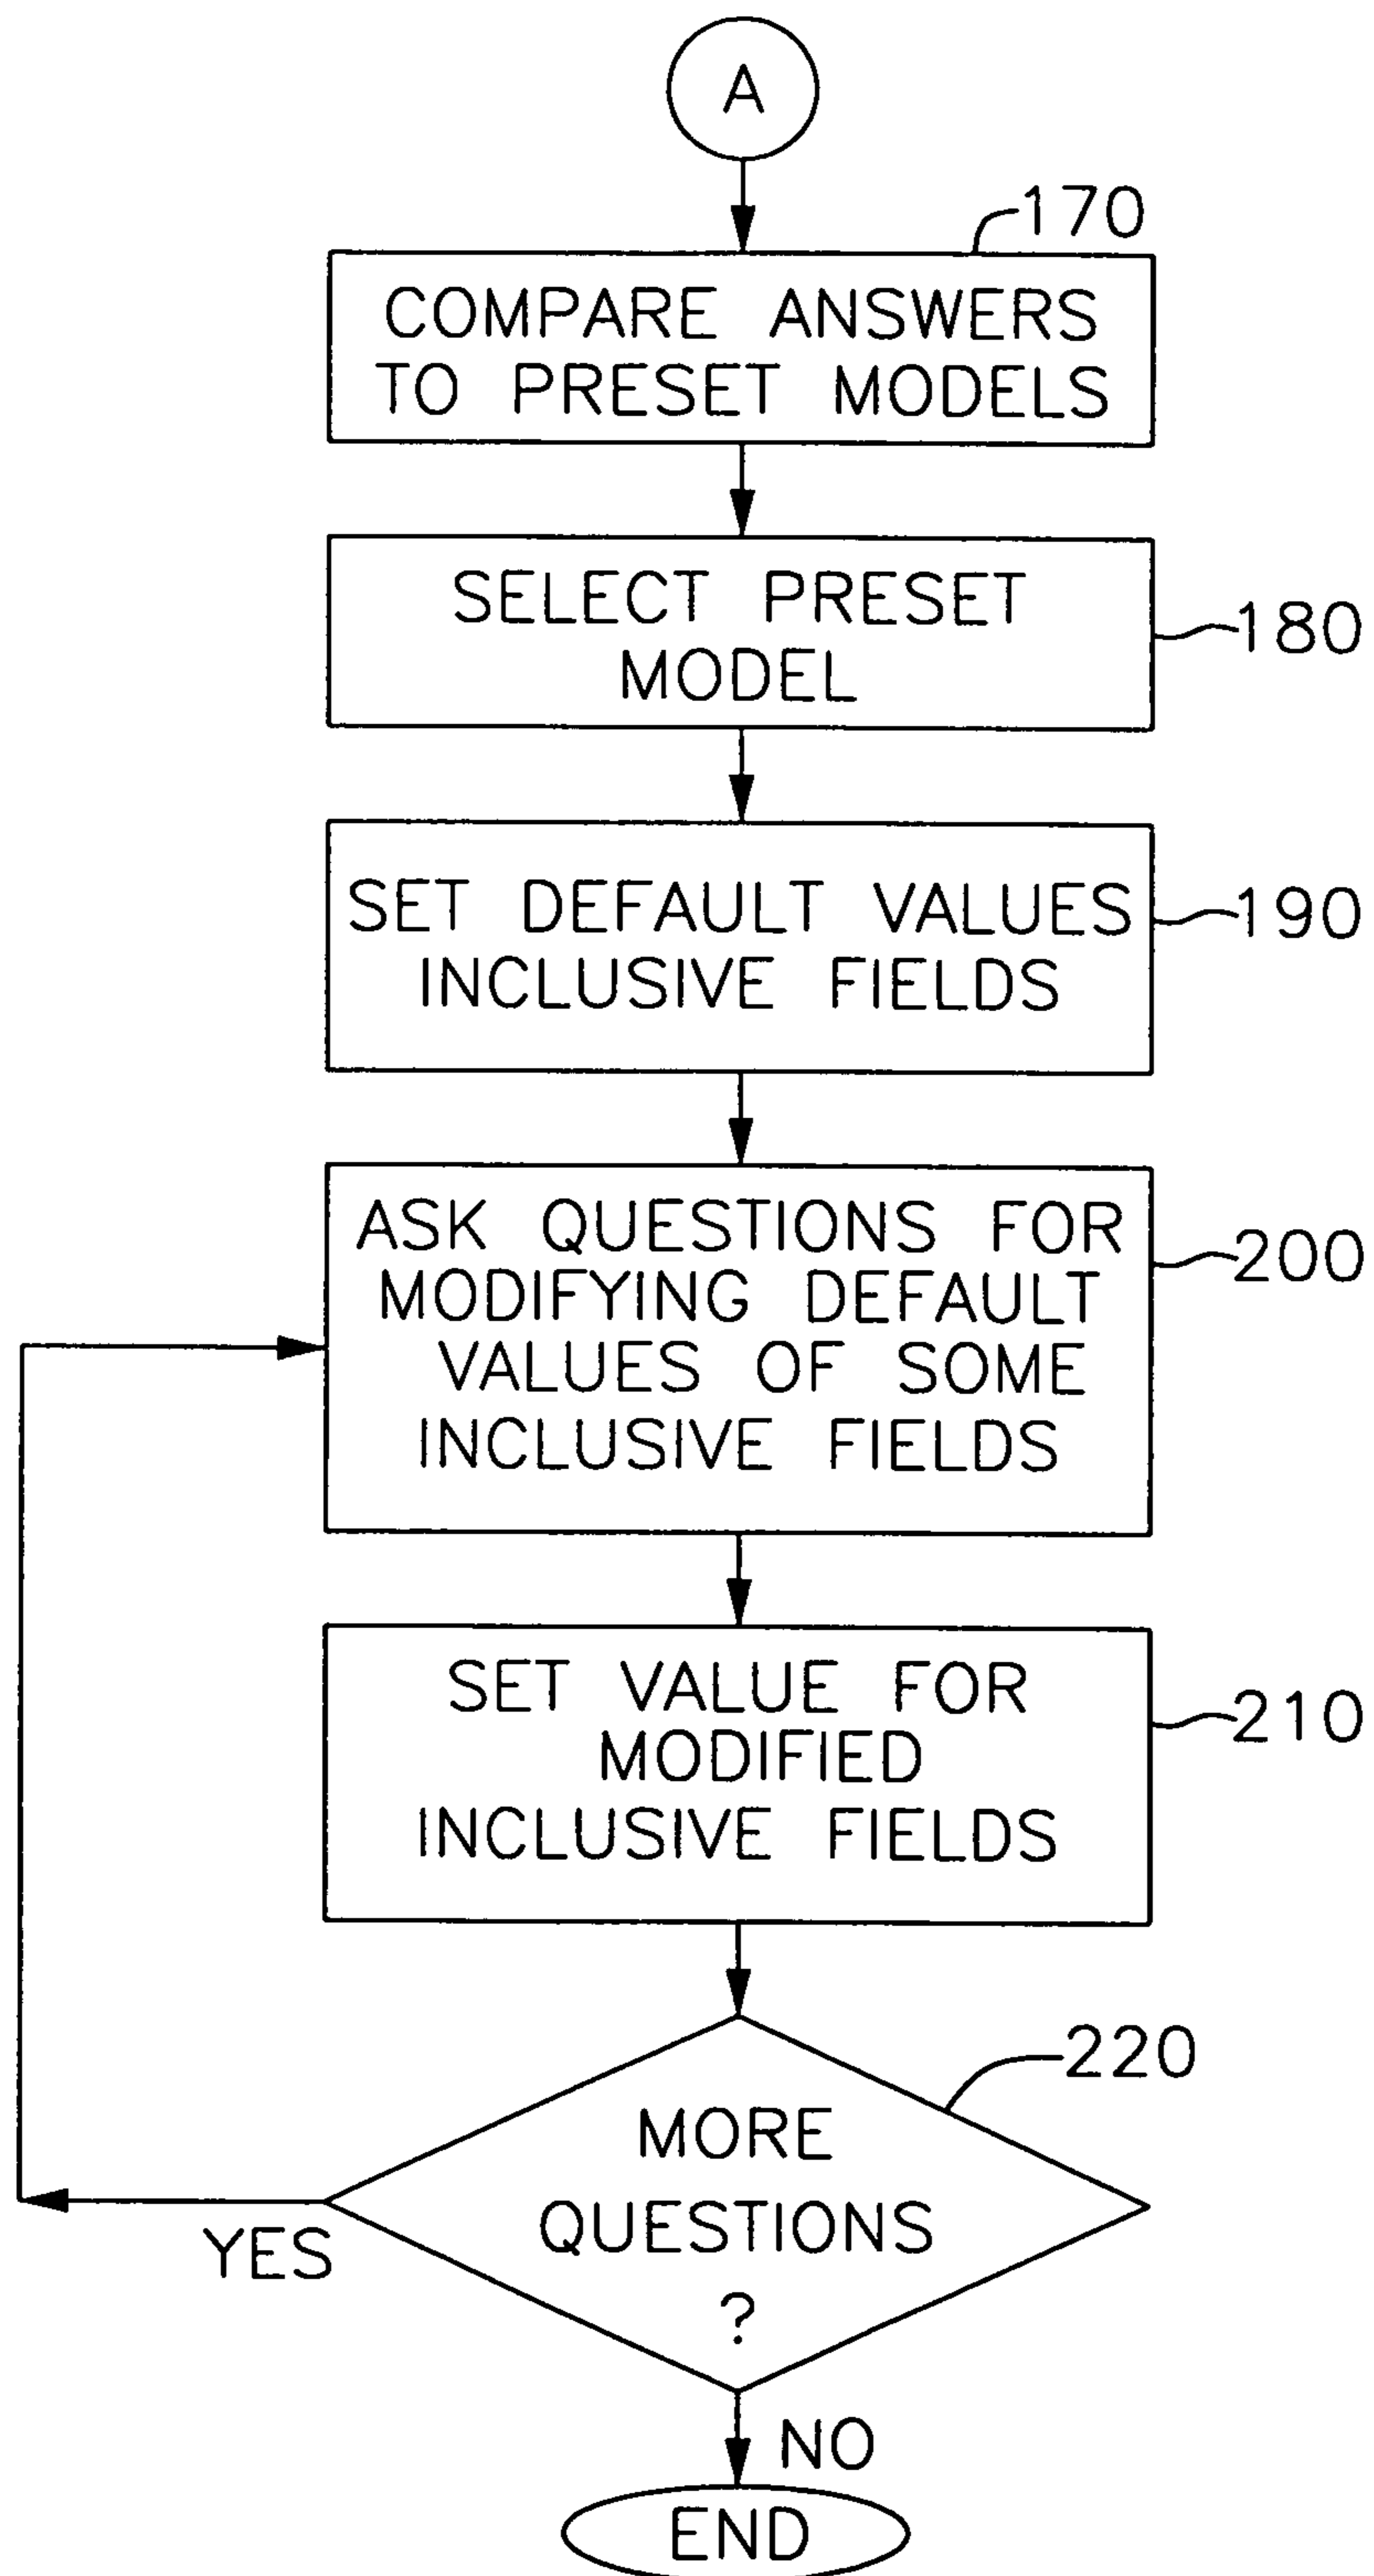 A
170
COMPARE ANSWERS
TO PRESET MODELS
SELECT PRESET
MODEL
180
SET DEFAULT VALUES
INCLUSIVE FIELDS
190
ASK QUESTIONS FOR
MODIFYING DEFAULT
VALUES OF SOME
INCLUSIVE FIELDS
200
SET VALUE FOR
MODIFIED
INCLUSIVE FIELDS
210
220
MORE
QUESTIONS
?
YES
NO
END